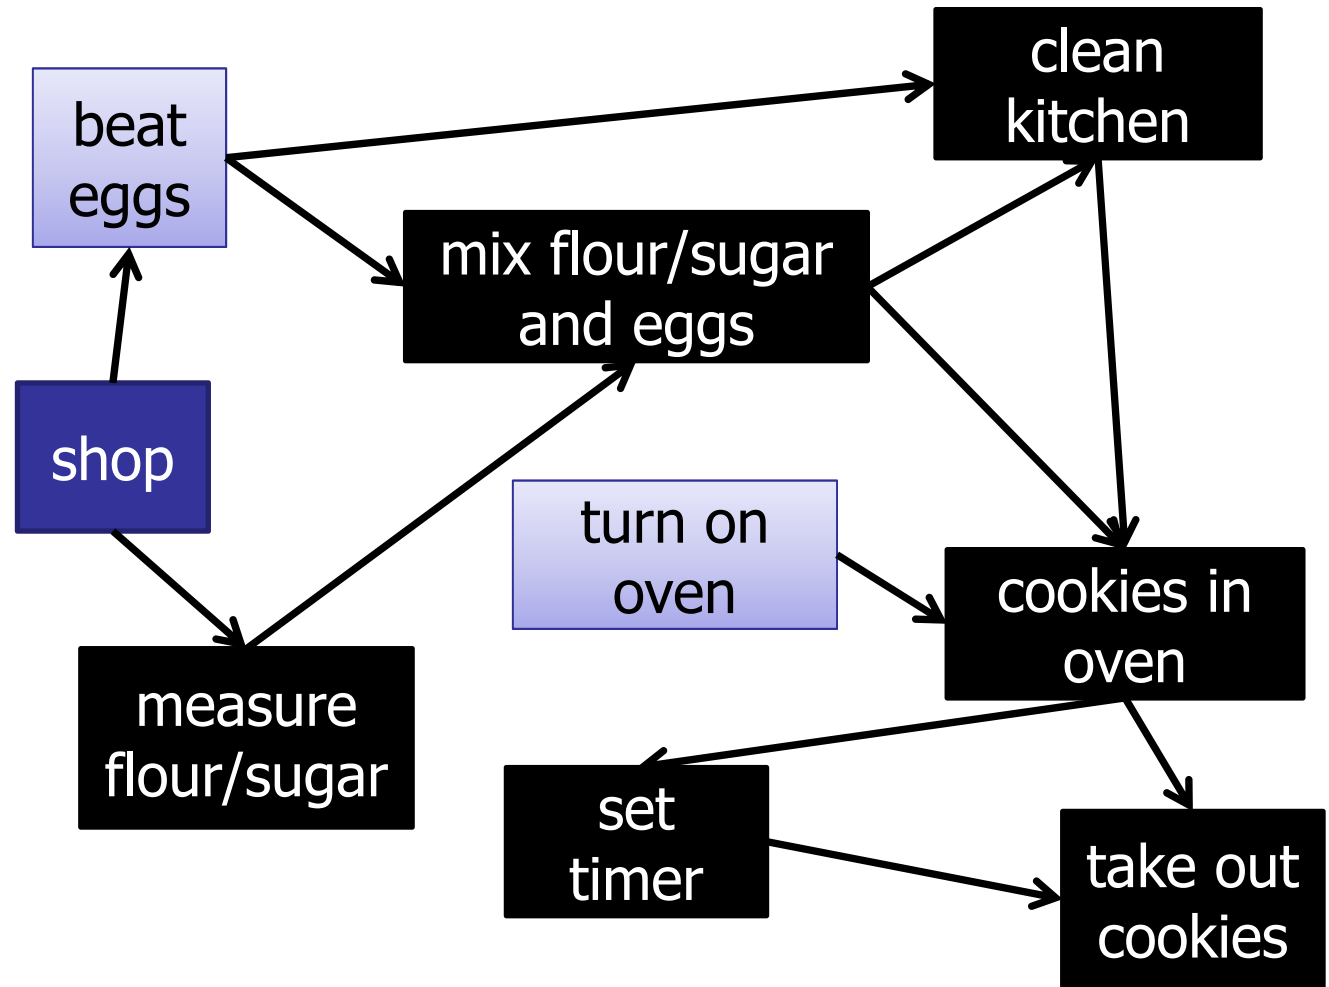 clean
kitchen
beat
eggs
mix flour/sugar
and eggs
shop
turn on
oven
cookies in
oven
measure
flour/sugar
set
timer
take out
cookies